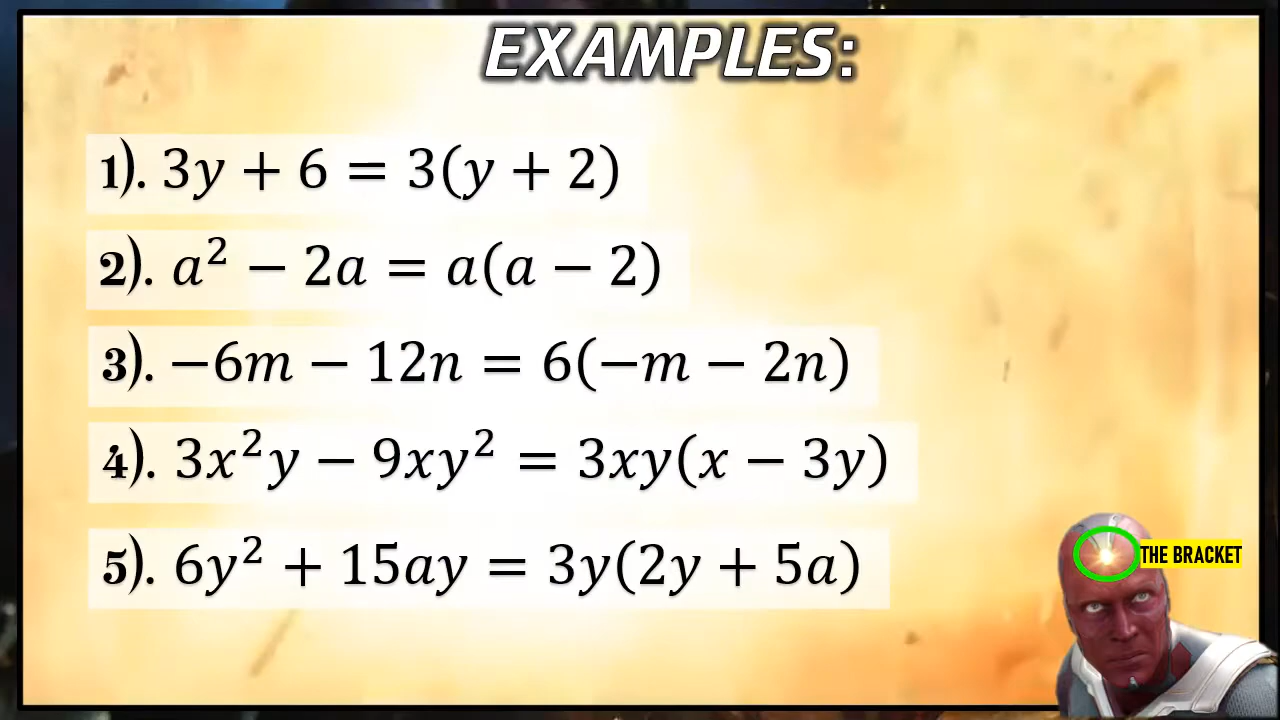 EXAMPLES:
1). 3y + 6 = 3(y + 2)
2). a² − 2a = a(a − 2)
3). −6m − 12n = 6(−m − 2n)
4). 3x²y − 9xy² = 3xy(x − 3y)
5). 6y² + 15ay = 3y(2y + 5a)
THE BRACKET